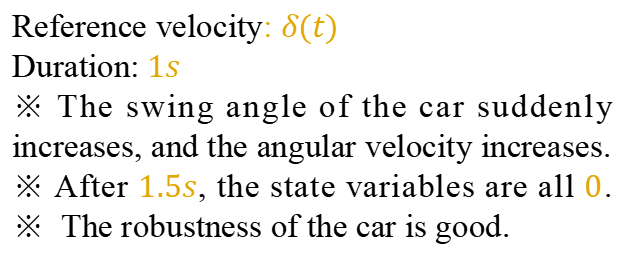 Reference velocity: δ(t)
Duration: 1s
※ The swing angle of the car suddenly
increases, and the angular velocity increases.
※ After 1.5s, the state variables are all 0.
※ The robustness of the car is good.